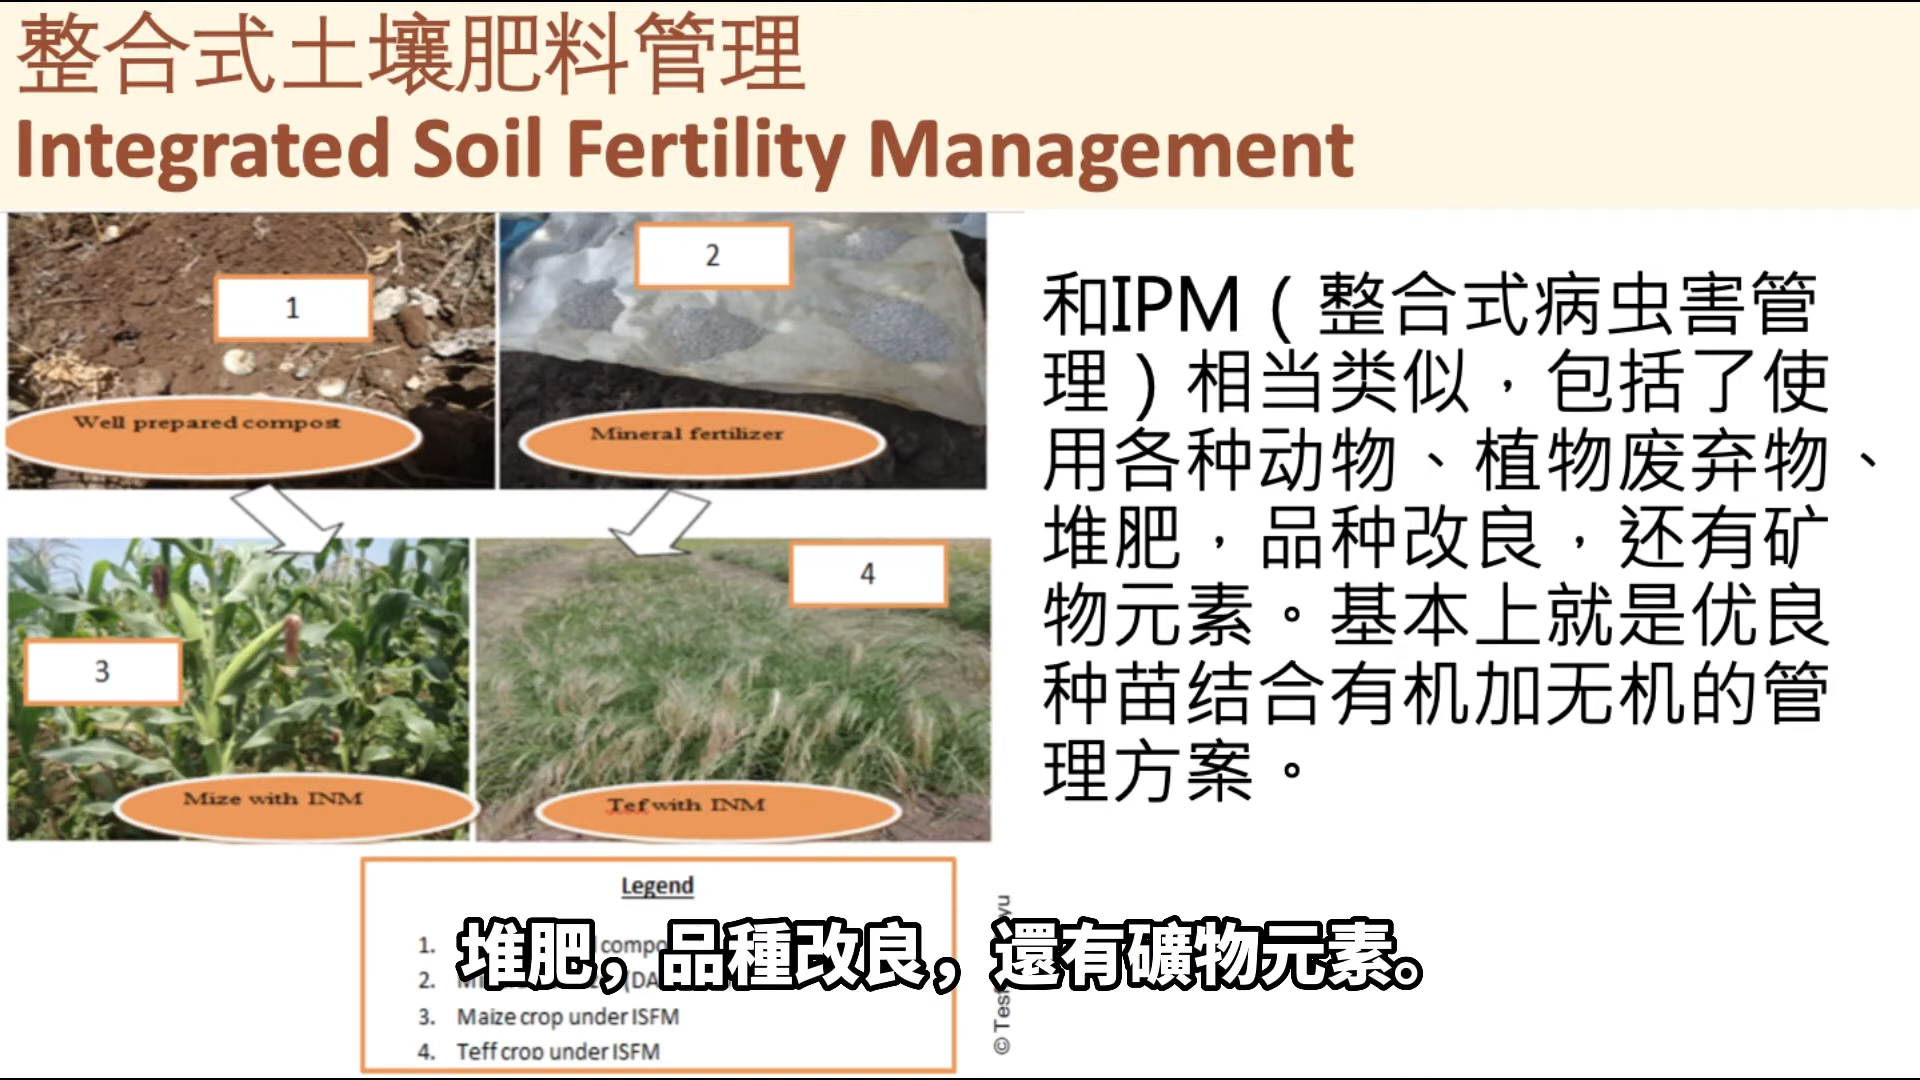 整合式土壤肥料管理
Integrated Soil Fertility Management
1
2
Well prepared compost
Mineral fertilizer
3
4
Mize with INM
Tef with INM
和IPM（整合式病虫害管
理）相当类似，包括了使
用各种动物、植物废弃物、
堆肥，品种改良，还有矿
物元素。基本上就是优良
种苗结合有机加无机的管
理方案。
Legend
1.
2.
3. Maize crop under ISFM
4. Teff crop under ISFM
堆肥，品種改良，還有礦物元素。